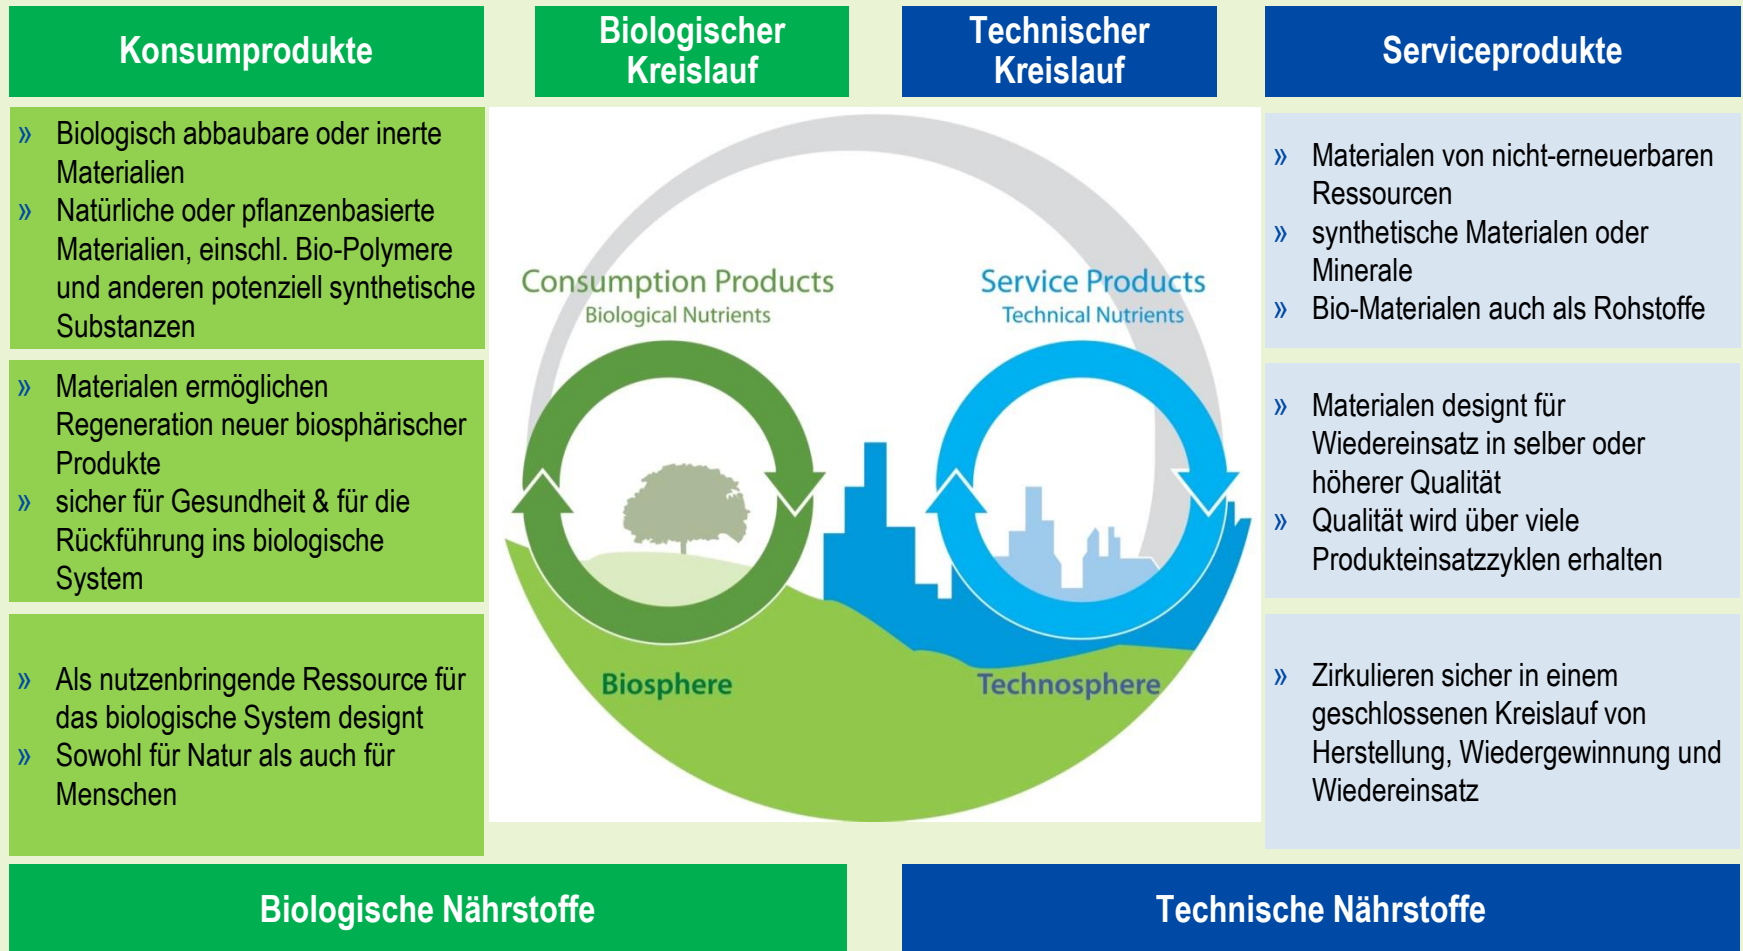 Konsumprodukte
Biologischer
Kreislauf
Technischer
Kreislauf
Serviceprodukte
» Biologisch abbaubare oder inerte
Materialien
» Natürliche oder pflanzenbasierte
Materialien, einschl. Bio-Polymere
und anderen potenziell synthetische
Substanzen
» Materialen ermöglichen
Regeneration neuer biosphärischer
Produkte
» sicher für Gesundheit & für die
Rückführung ins biologische
System
» Als nutzenbringende Ressource für
das biologische System designt
» Sowohl für Natur als auch für
Menschen
Consumption Products
Biological Nutrients
Service Products
Technical Nutrients
Biosphere
Technosphere
» Materialen von nicht-erneuerbaren
Ressourcen
» synthetische Materialen oder
Minerale
» Bio-Materialen auch als Rohstoffe
» Materialen designt für
Wiedereinsatz in selber oder
höherer Qualität
» Qualität wird über viele
Produkteinsatzzyklen erhalten
» Zirkulieren sicher in einem
geschlossenen Kreislauf von
Herstellung, Wiedergewinnung und
Wiedereinsatz
Biologische Nährstoffe
Technische Nährstoffe